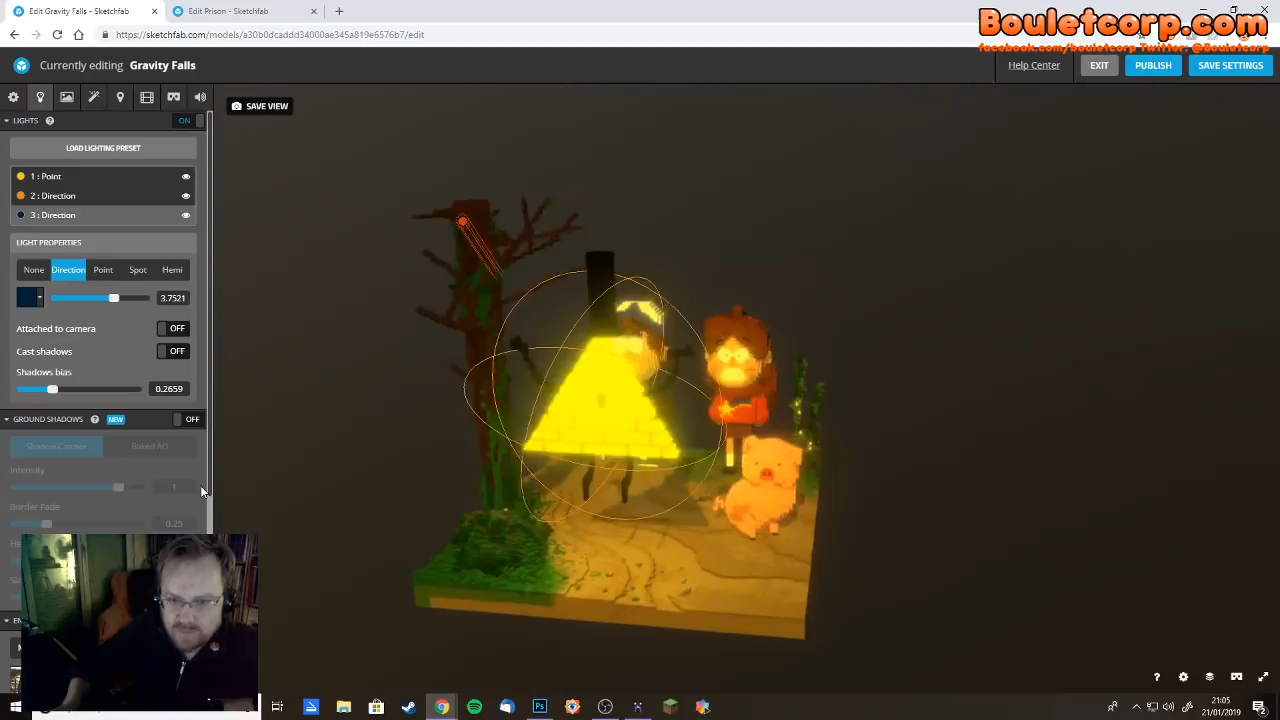 Edit Gravity Falls - Sketchfab
Edit Prison - Sketchfab
https://sketchfab.com/models/a30b0dcabdcd34000ae345a819e6576b7/edit
Bouletcorp.com
facebook.com/bouletcorp Twitter: @Bouletcorp
Currently editing Gravity Falls
Help Center
EXIT
PUBLISH
SAVE SETTINGS
SAVE VIEW
LIGHTS
ON
LOAD LIGHTING PRESET
1 : Point
2 : Direction
3 : Direction
LIGHT PROPERTIES
None Direction Point Spot Hemi
3.7521
Attached to camera OFF
Cast shadows OFF
Shadows bias
0.2659
GROUND SHADOWS NEW OFF
Shadow Catcher Baked AO
Intensity
1
Border Fade
0.25
21:05
21/01/2019